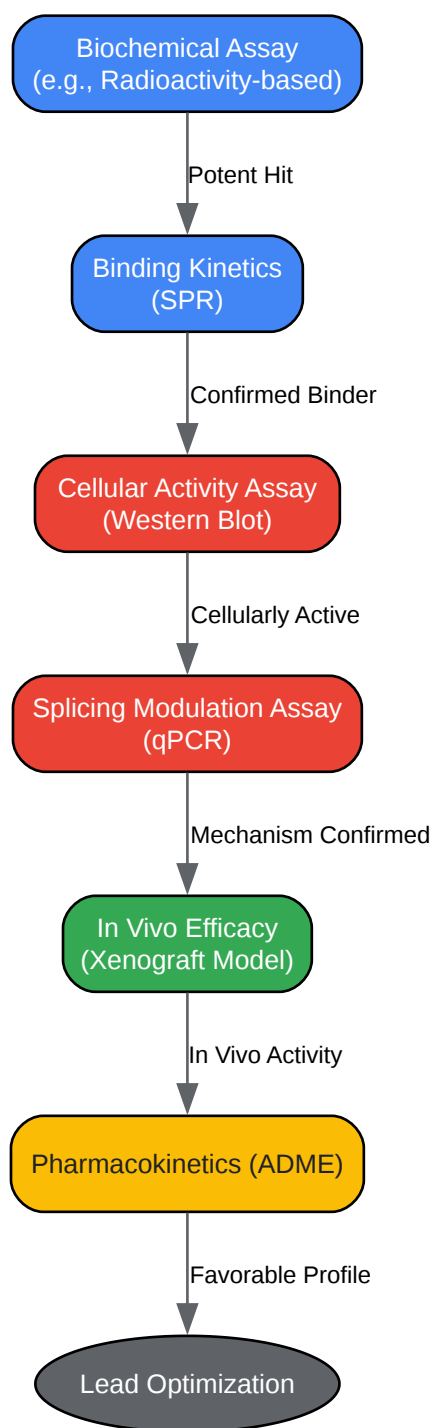 Biochemical Assay
(e.g., Radioactivity-based)
Potent Hit
Binding Kinetics
(SPR)
Confirmed Binder
Cellular Activity Assay
(Western Blot)
Cellularly Active
Splicing Modulation Assay
(qPCR)
Mechanism Confirmed
In Vivo Efficacy
(Xenograft Model)
In Vivo Activity
Pharmacokinetics (ADME)
Favorable Profile
Lead Optimization